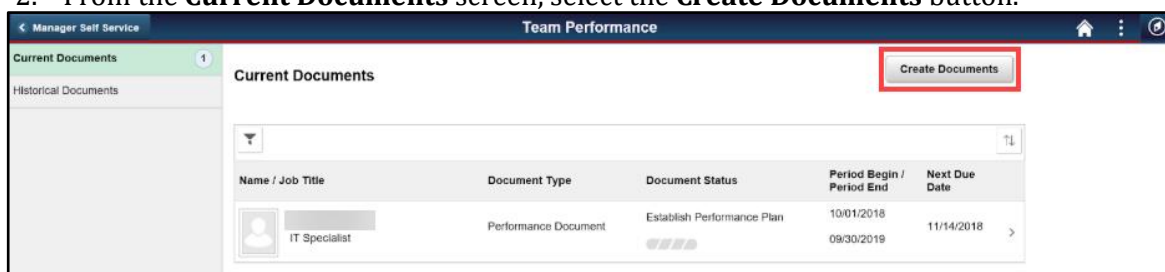 2. From the Current Documents screen, select the Create Documents button.
Manager Self Service
Team Performance
Current Documents 1
Historical Documents
Current Documents
Create Documents
Name / Job Title Document Type Document Status Period Begin / Period End Next Due Date
IT Specialist Performance Document Establish Performance Plan 10/01/2018 09/30/2019 11/14/2018